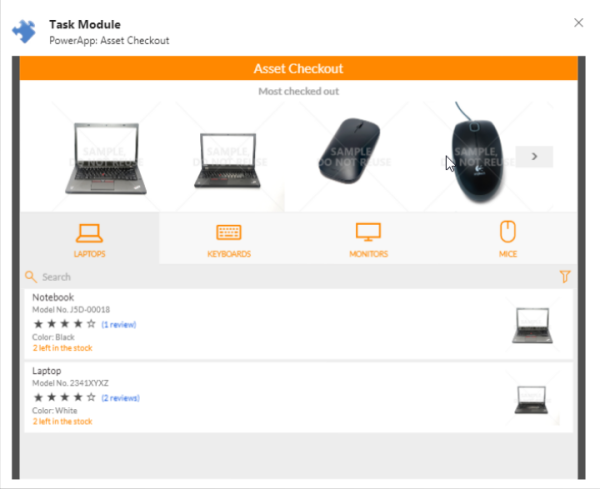 Task Module
PowerApp: Asset Checkout
Asset Checkout
Most checked out
SAMPLE, DO NOT REUSE
SAMPLE, DO NOT REUSE
SAMPLE, DO NOT REUSE
SAMPLE, DO NOT REUSE
LAPTOPS
KEYBOARDS
MONITORS
MICE
Search
Notebook
Model No. J5D-00018
(1 review)
Color: Black
2 left in the stock
Laptop
Model No. 2341XYXZ
(2 reviews)
Color: White
2 left in the stock